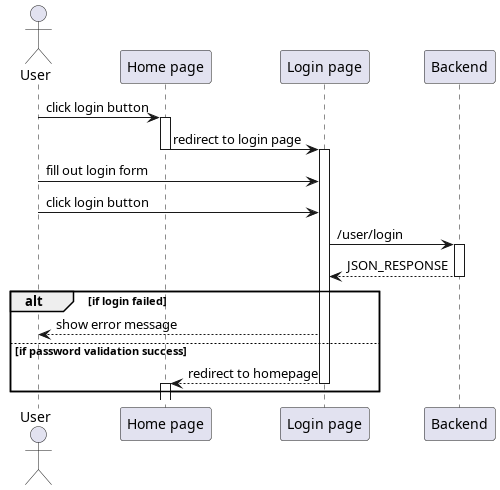 User
Home page
Login page
Backend
click login button
redirect to login page
fill out login form
click login button
/user/login
JSON_RESPONSE
alt [if login failed]
show error message
[if password validation success]
redirect to homepage
User
Home page
Login page
Backend